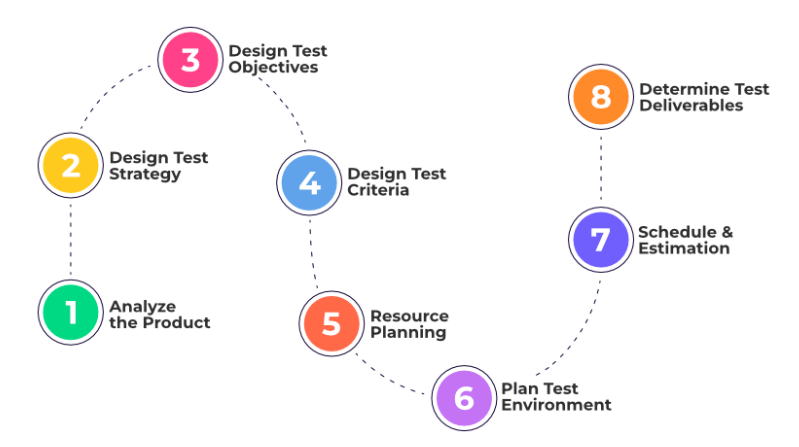 1
Analyze
the Product
2
Design Test
Strategy
3
Design Test
Objectives
4
Design Test
Criteria
5
Resource
Planning
6
Plan Test
Environment
7
Schedule &
Estimation
8
Determine Test
Deliverables